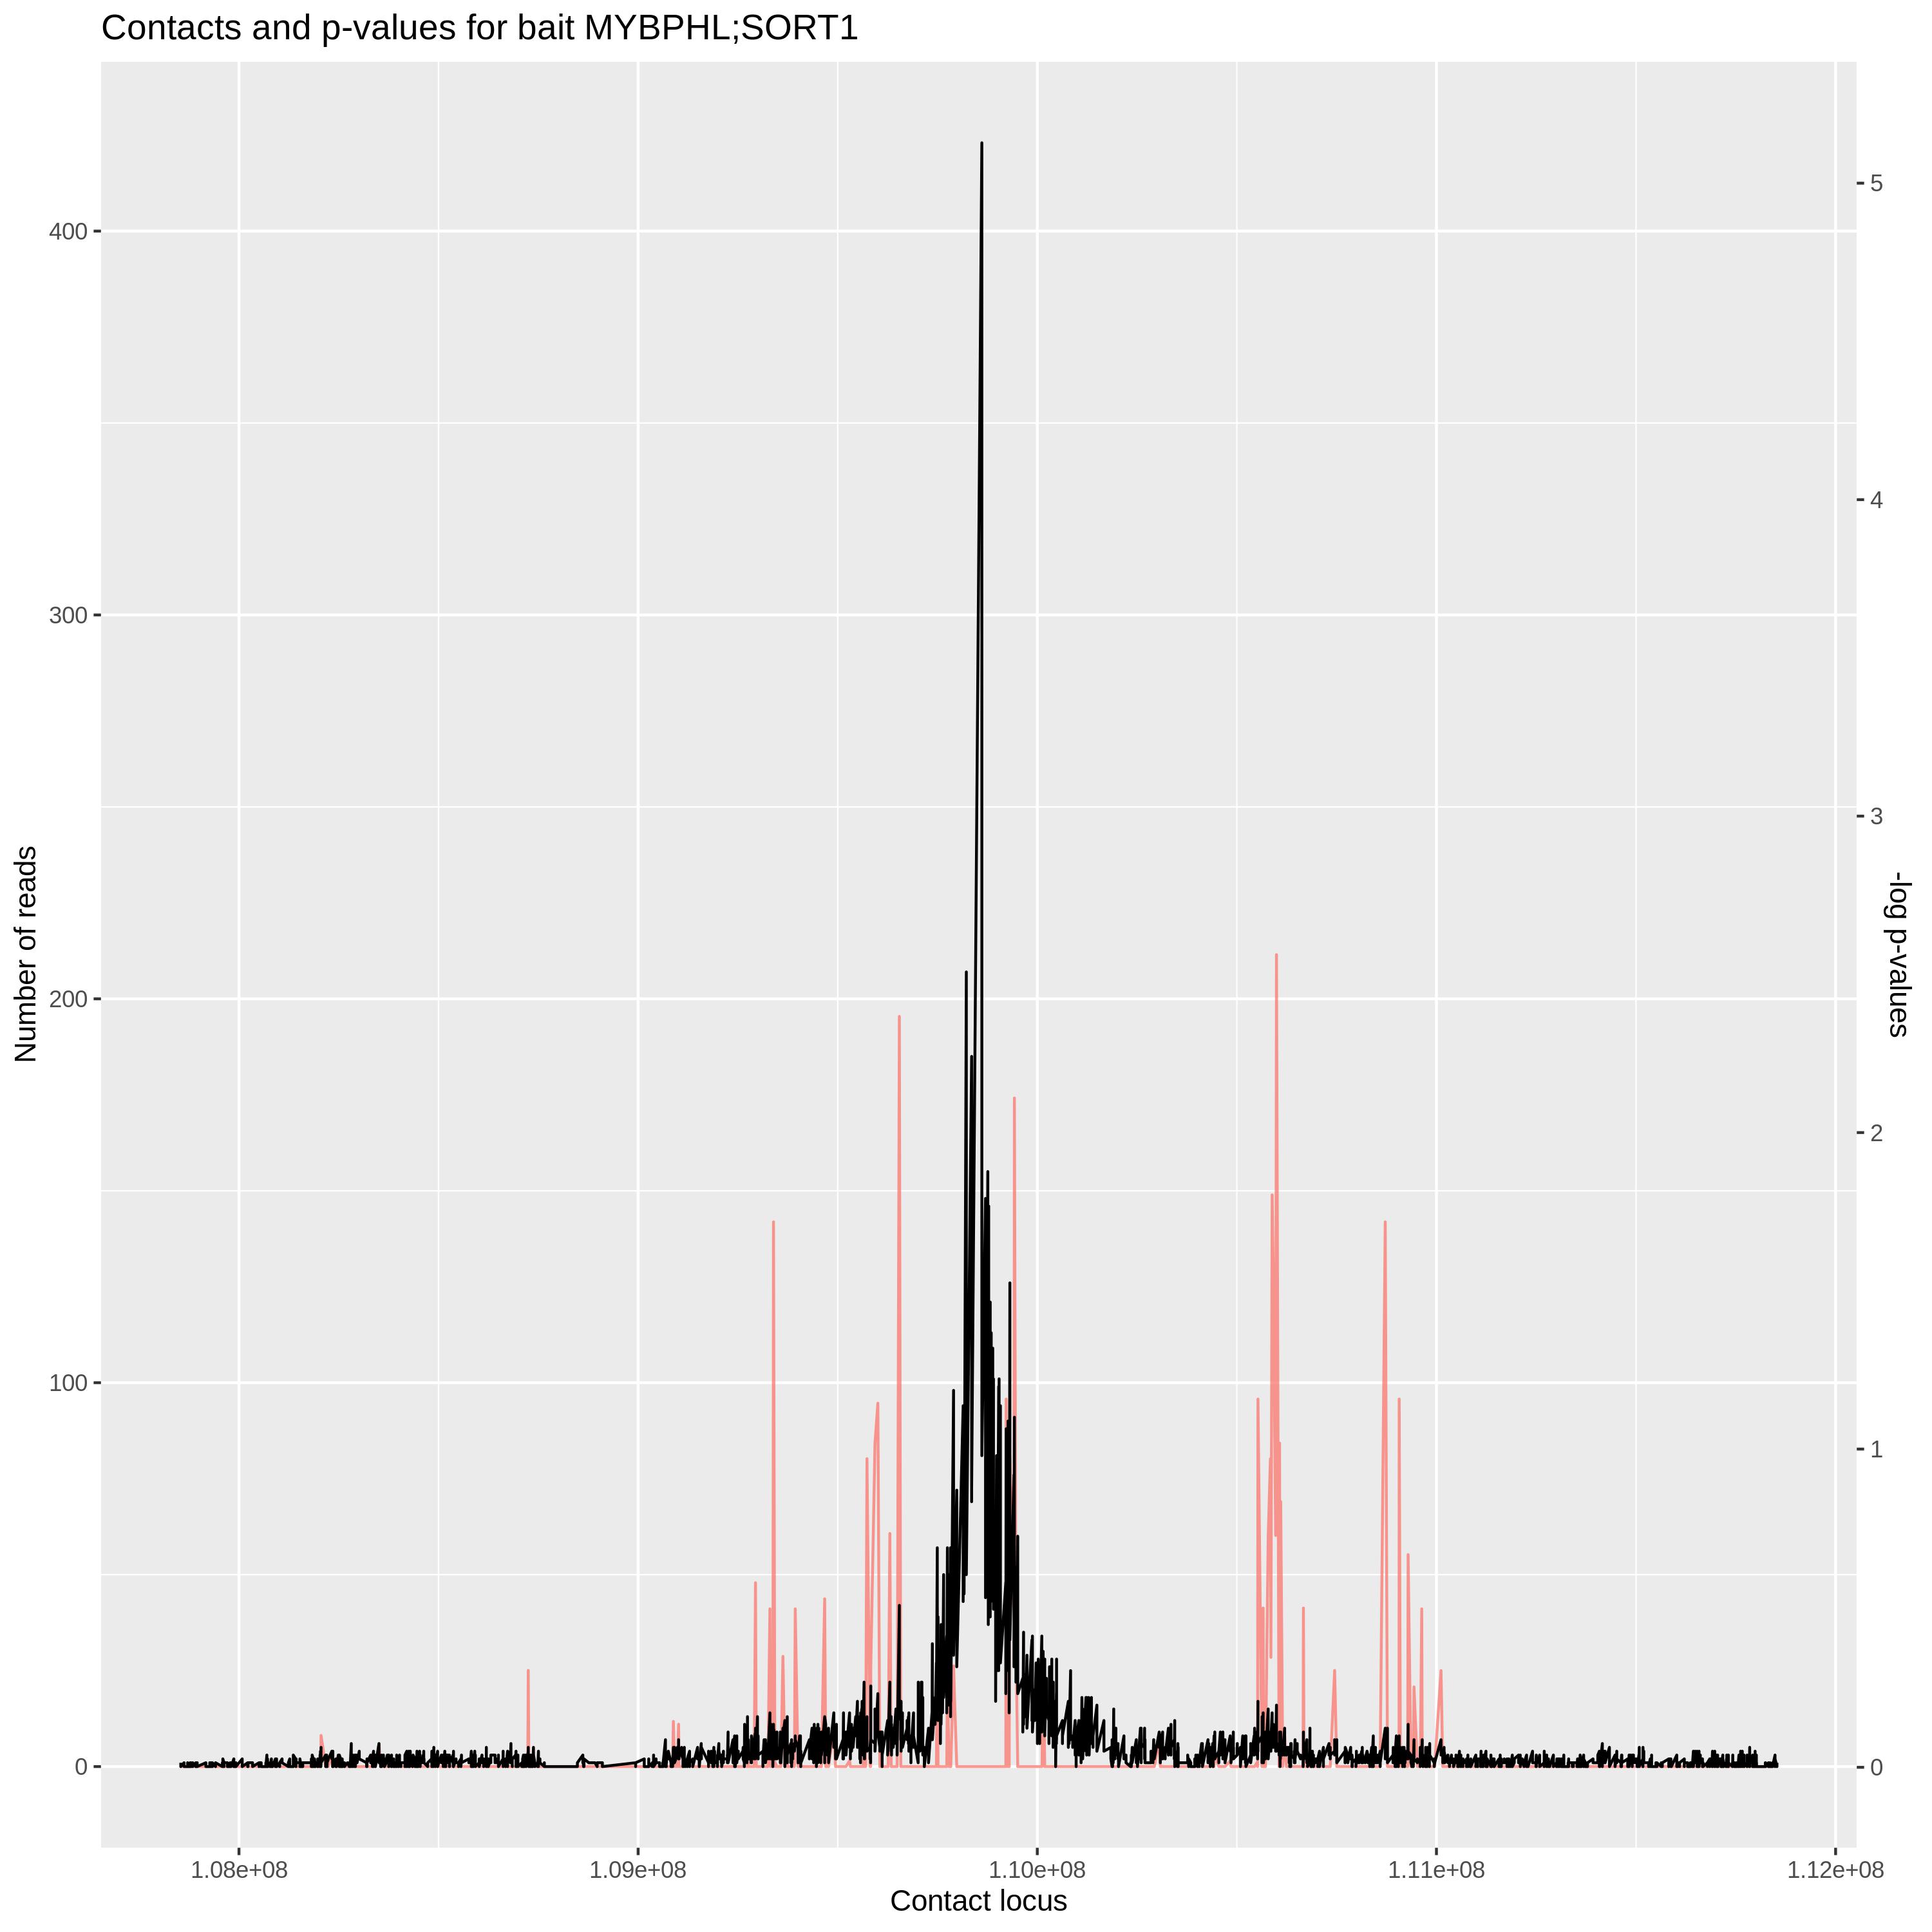 Contacts and p-values for bait MYBPHL;SORT1
Number of reads
400
300
200
100
0
5
4
3
2
1
0
-log p-values
1.08e+08
1.09e+08
1.10e+08
1.11e+08
1.12e+08
Contact locus